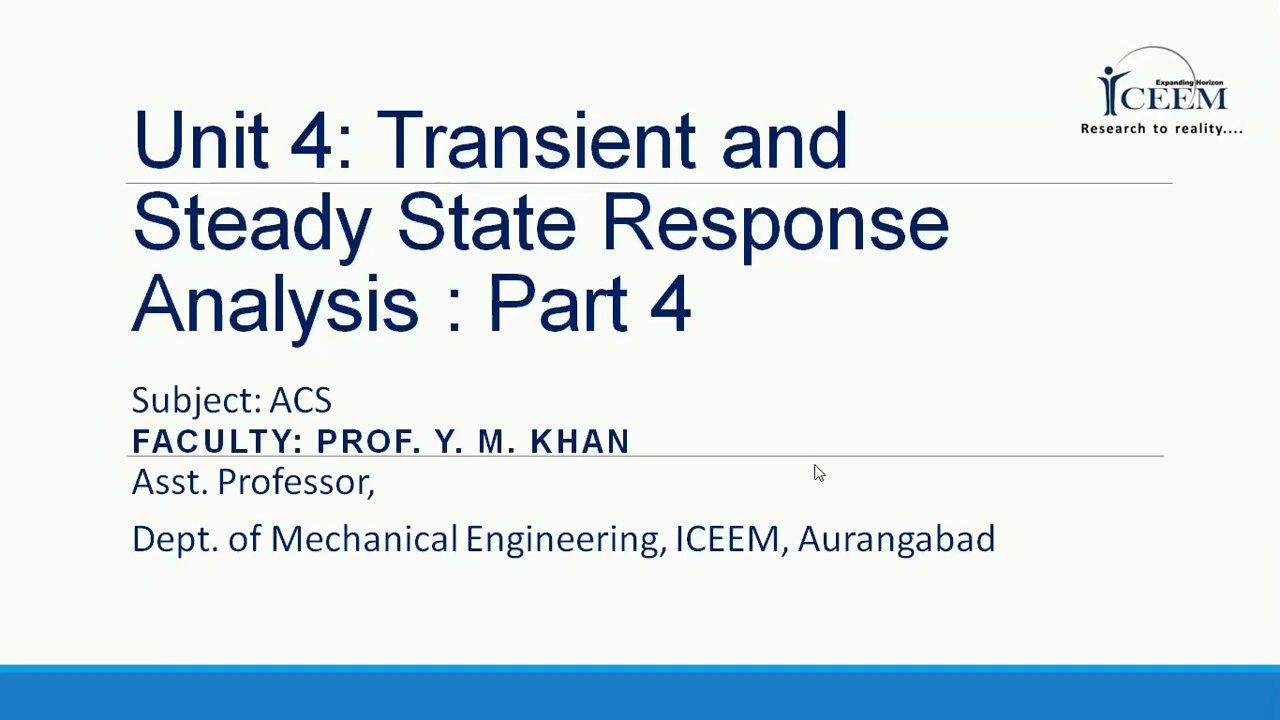 Expanding Horizon
ICEEM
Research to reality....
Unit 4: Transient and
Steady State Response
Analysis : Part 4
Subject: ACS
FACULTY: PROF. Y. M. KHAN
Asst. Professor,
Dept. of Mechanical Engineering, ICEEM, Aurangabad